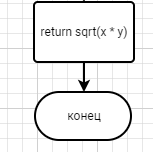 return sqrt(x * y)
конец